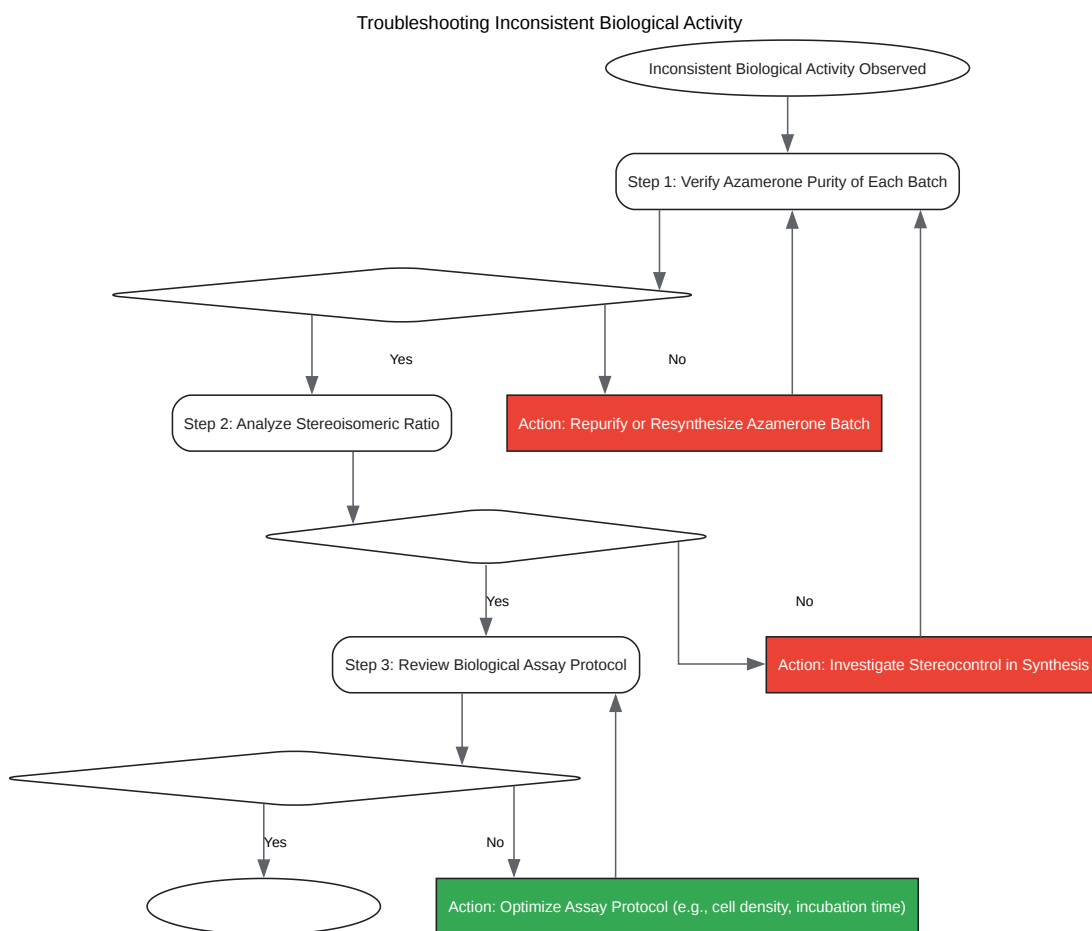 Troubleshooting Inconsistent Biological Activity
Inconsistent Biological Activity Observed
Step 1: Verify Azamerone Purity of Each Batch
Yes
No
Step 2: Analyze Stereoisomeric Ratio
Action: Repurify or Resynthesize Azamerone Batch
Yes
No
Step 3: Review Biological Assay Protocol
Action: Investigate Stereocontrol in Synthesis
Yes
No
Action: Optimize Assay Protocol (e.g., cell density, incubation time)